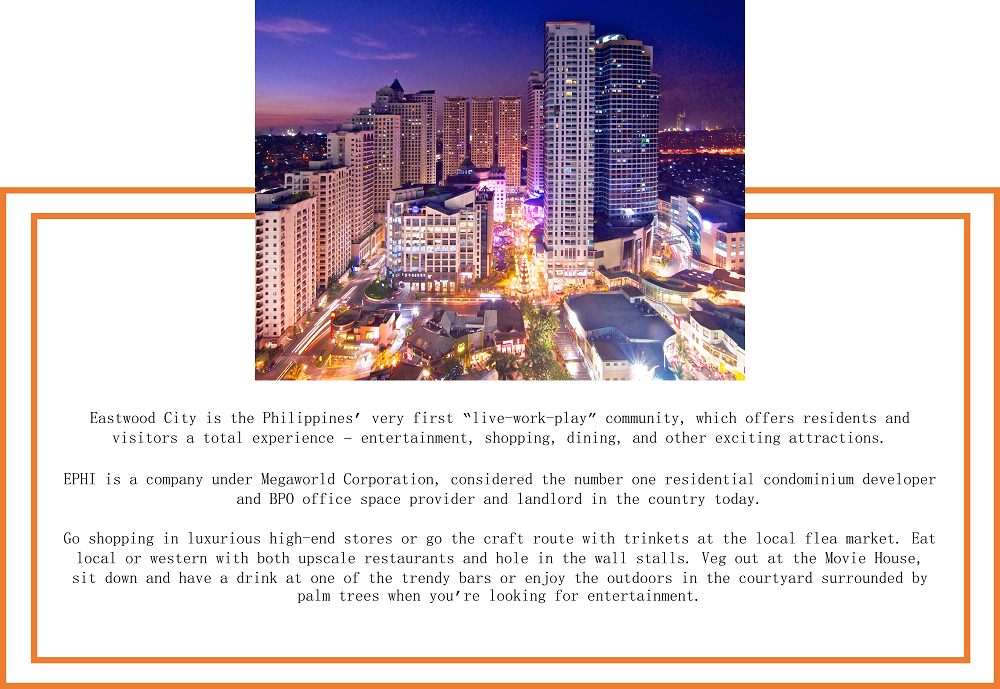 Eastwood City is the Philippines’ very first “live-work-play” community, which offers residents and
visitors a total experience – entertainment, shopping, dining, and other exciting attractions.
EPHI is a company under Megaworld Corporation, considered the number one residential condominium developer
and BPO office space provider and landlord in the country today.
Go shopping in luxurious high-end stores or go the craft route with trinkets at the local flea market. Eat
local or western with both upscale restaurants and hole in the wall stalls. Veg out at the Movie House,
sit down and have a drink at one of the trendy bars or enjoy the outdoors in the courtyard surrounded by
palm trees when you’re looking for entertainment.